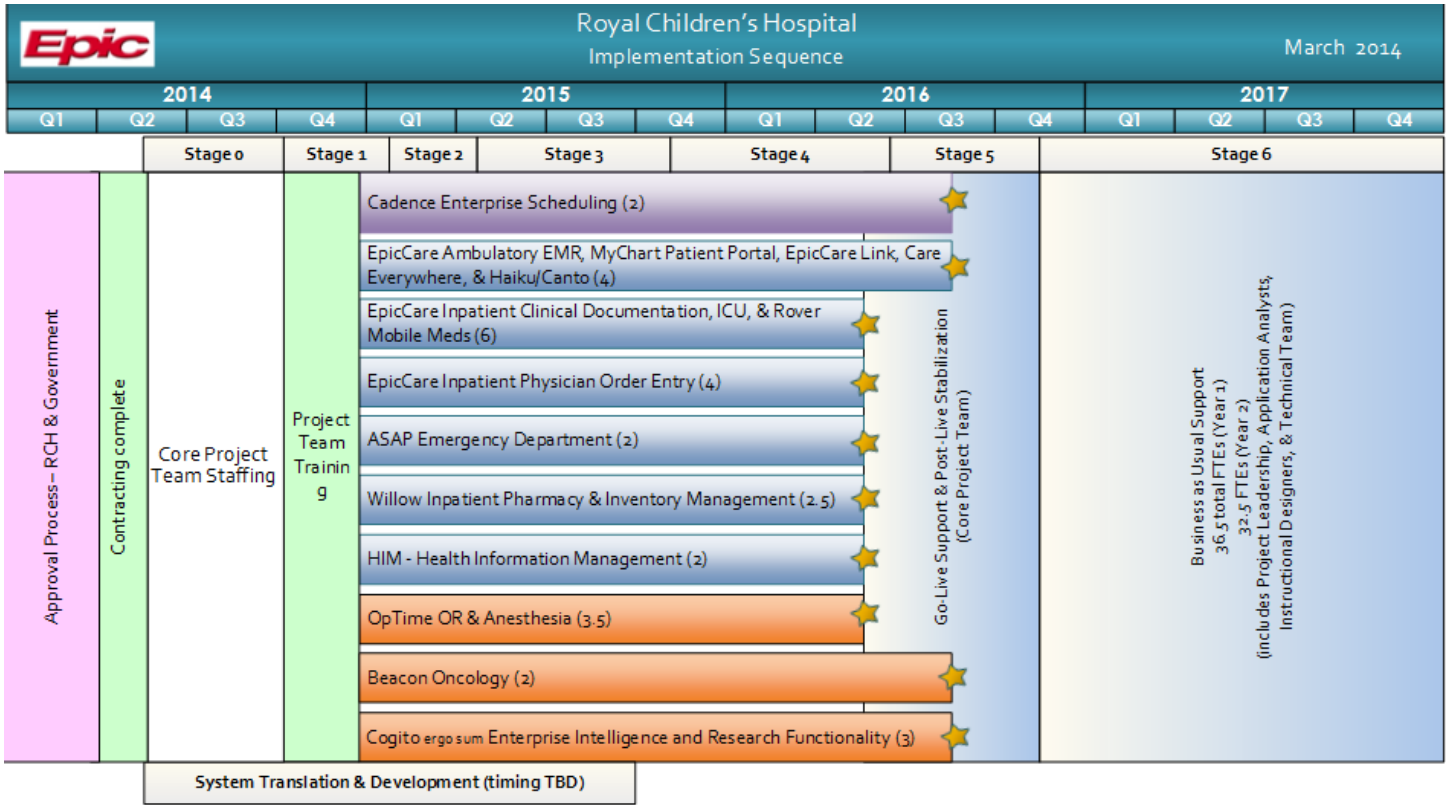 Epic
Royal Children's Hospital
Implementation Sequence
March 2014
2014 2015 2016 2017
Q1 Q2 Q3 Q4 Q1 Q2 Q3 Q4 Q1 Q2 Q3 Q4 Q1 Q2 Q3 Q4
Stage 0 Stage 1 Stage 2 Stage 3 Stage 4 Stage 5 Stage 6
Approval Process – RCH & Government
Contracting complete
Core Project
Team Staffing
Project
Team
Trainin
g
Cadence Enterprise Scheduling (2)
EpicCare Ambulatory EMR, MyChart Patient Portal, EpicCare Link, Care
Everywhere, & Haiku/Canto (4)
EpicCare Inpatient Clinical Documentation, ICU, & Rover
Mobile Meds (6)
EpicCare Inpatient Physician Order Entry (4)
ASAP Emergency Department (2)
Willow Inpatient Pharmacy & Inventory Management (2.5)
HIM - Health Information Management (2)
OpTime OR & Anesthesia (3.5)
Beacon Oncology (2)
Cogito ergo sum Enterprise Intelligence and Research Functionality (3)
Go-Live Support & Post-Live Stabilization
(Core Project Team)
Business as Usual Support
36.5 total FTEs (Year 1)
32.5 FTEs (Year 2)
(includes Project Leadership, Application Analysts,
Instructional Designers, & Technical Team)
System Translation & Development (timing TBD)